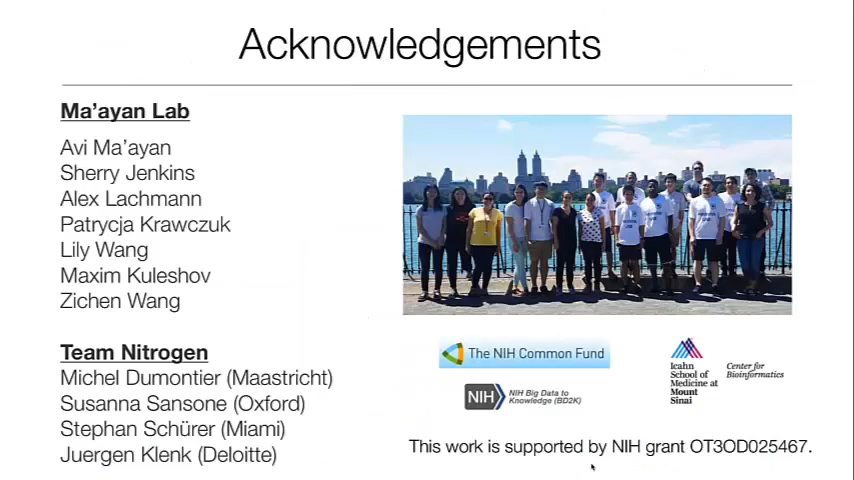 Acknowledgements
Ma'ayan Lab
Avi Ma'ayan
Sherry Jenkins
Alex Lachmann
Patrycja Krawczuk
Lily Wang
Maxim Kuleshov
Zichen Wang
Team Nitrogen
Michel Dumontier (Maastricht)
Susanna Sansone (Oxford)
Stephan Schürer (Miami)
Juergen Klenk (Deloitte)
The NIH Common Fund
NIH
NIH Big Data to
Knowledge (BD2K)
Icahn
School of
Medicine at
Mount
Sinai
Center for
Bioinformatics
This work is supported by NIH grant OT3OD025467.